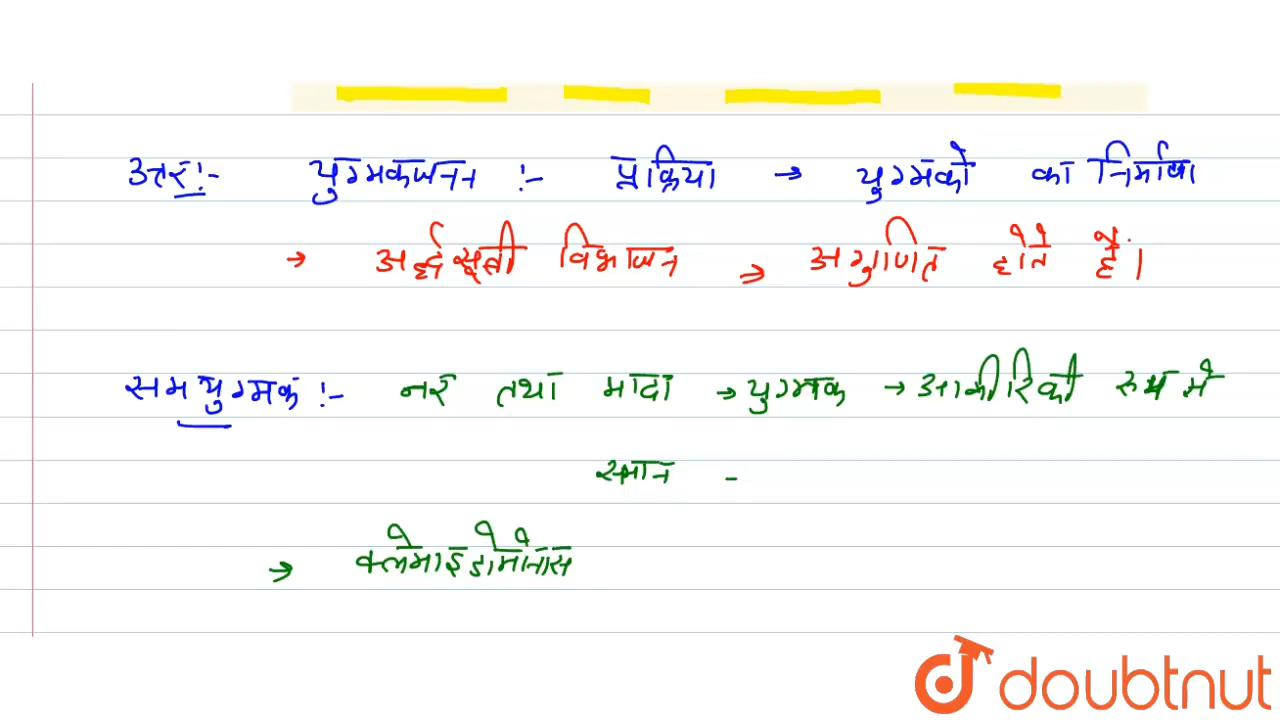 उत्तर:- युग्मकजनन :- प्रक्रिया → युग्मको का निर्माण
→ अर्द्धसूत्री विभाजन ⇒ अगुणित होते हैं।
समयुग्मक :- नर तथा मादा → युग्मक → आकारिकी रूप में
समान -
→ क्लेमाइडोमोनास
doubtnut